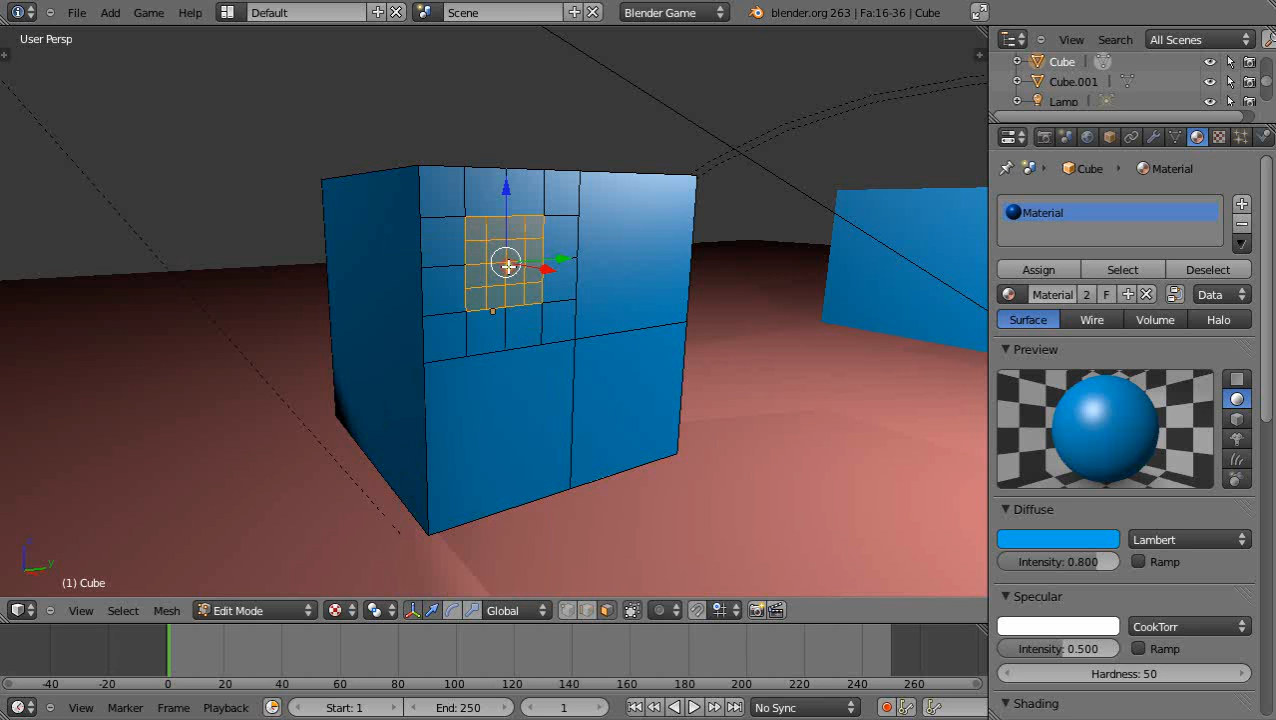 File Add Game Help Default Scene Blender Game blender.org 263 | Fa:16-36 | Cube
User Persp
View Search All Scenes
Cube
Cube.001
Lamp
Cube Material
Material
Assign Select Deselect
Material 2 F Data
Surface Wire Volume Halo
Preview
Diffuse
Lambert
Intensity: 0.800 Ramp
Specular
CookTorr
Intensity: 0.500 Ramp
Hardness: 50
Shading
y
(1) Cube
View Select Mesh Edit Mode Global
-40 -20 0 20 40 60 80 100 120 140 160 180 200 220 240 260
View Marker Frame Playback Start: 1 End: 250 1 No Sync